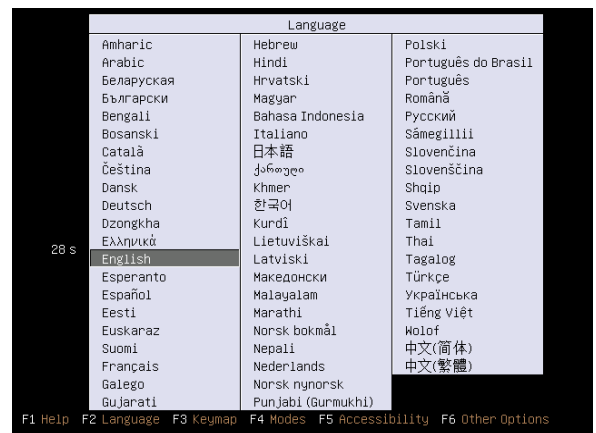 Language
Amharic
Arabic
Беларуская
Български
Bengali
Bosanski
Català
Čeština
Dansk
Deutsch
Dzongkha
Ελληνικά
English
Esperanto
Español
Eesti
Euskaraz
Suomi
Français
Galego
Gujarati
Hebrew
Hindi
Hrvatski
Magyar
Bahasa Indonesia
Italiano
日本語
ქართული
Khmer
한국어
Kurdî
Lietuviškai
Latviski
Македонски
Malayalam
Marathi
Norsk bokmål
Nepali
Nederlands
Norsk nynorsk
Punjabi (Gurmukhi)
Polski
Português do Brasil
Português
Română
Русский
Sámegillii
Slovenčina
Slovenščina
Shqip
Svenska
Tamil
Thai
Tagalog
Türkçe
Українська
Tiếng Việt
Wolof
中文(简体)
中文(繁體)
28 s
F1 Help F2 Language F3 Keymap F4 Modes F5 Accessibility F6 Other Options